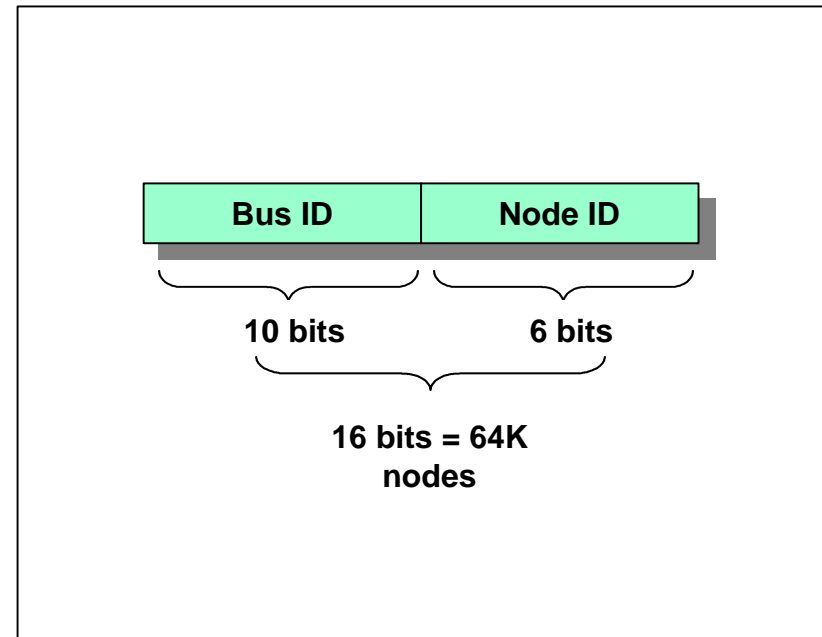 Bus ID Node ID
10 bits 6 bits
16 bits = 64K
nodes